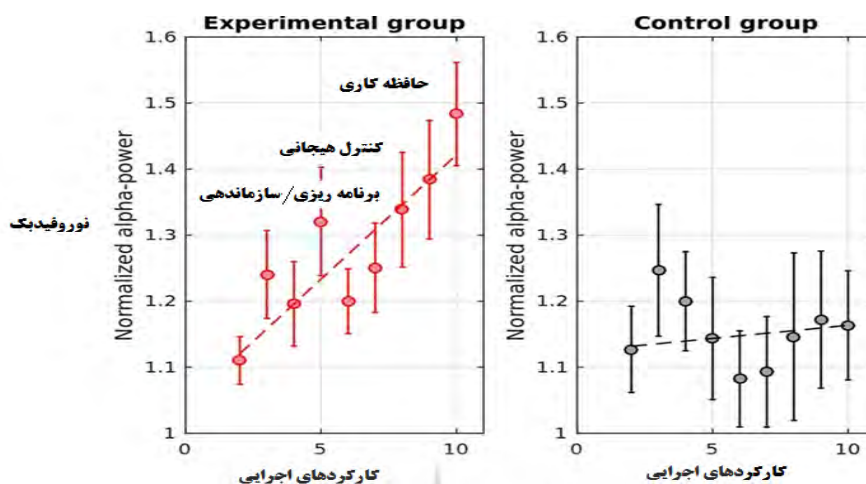 Experimental group
Control group
1.6
1.5
1.4
1.3
1.2
1.1
1
0
5
10
Normalized alpha-power
حافظه کاری
کنترل هیجانی
برنامه ریزی/سازماندهی
نوروفیدبک
کارکردهای اجرایی
1.6
1.5
1.4
1.3
1.2
1.1
1
0
5
10
Normalized alpha-power
کارکردهای اجرایی